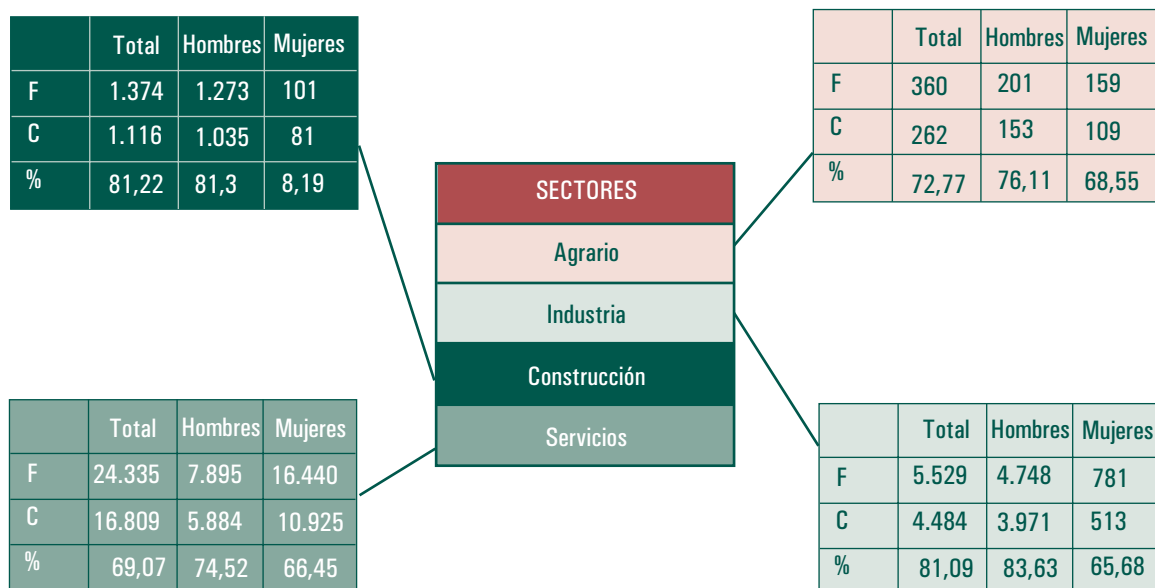 Total Hombres Mujeres
F 1.374 1.273 101
C 1.116 1.035 81
% 81,22 81,3 8,19
Total Hombres Mujeres
F 360 201 159
C 262 153 109
% 72,77 76,11 68,55
SECTORES
Agrario
Industria
Construcción
Servicios
Total Hombres Mujeres
F 24.335 7.895 16.440
C 16.809 5.884 10.925
% 69,07 74,52 66,45
Total Hombres Mujeres
F 5.529 4.748 781
C 4.484 3.971 513
% 81,09 83,63 65,68